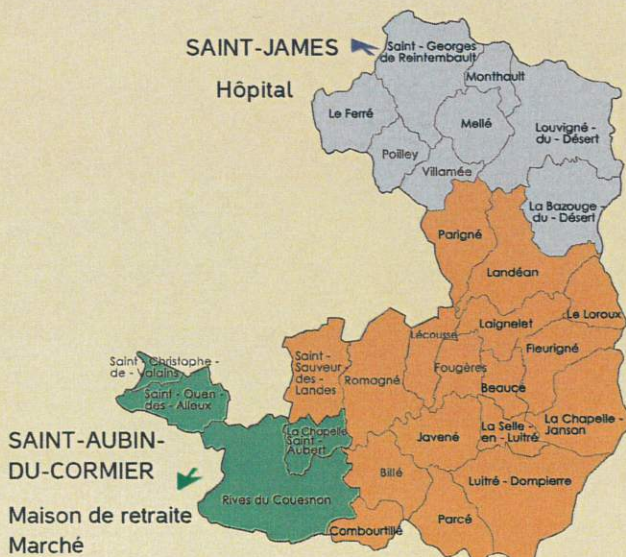 SAINT-JAMES
Hôpital
Saint - Georges
de Reintembault
Monthault
Le Ferré
Mellé
Louvigné -
du - Désert
Poilley
Villamée
La Bazouge -
du - Désert
Parigné
Landéan
Le Loroux
Laignelet
Lécousse
Fleurigné
Saint - Christophe -
de - Valains
Saint -
Sauveur
des -
Landes
Romagné
Fougères
Beaucé
Saint - Ouen -
des - Alleux
La Chapelle -
Janson
La Chapelle
Saint -
Aubert
Javené
La Selle
- en - Luitré
SAINT-AUBIN-
DU-CORMIER
Billé
Luitré - Dompierre
Rives du Couesnon
Maison de retraite
Marché
Combourtillé
Parcé